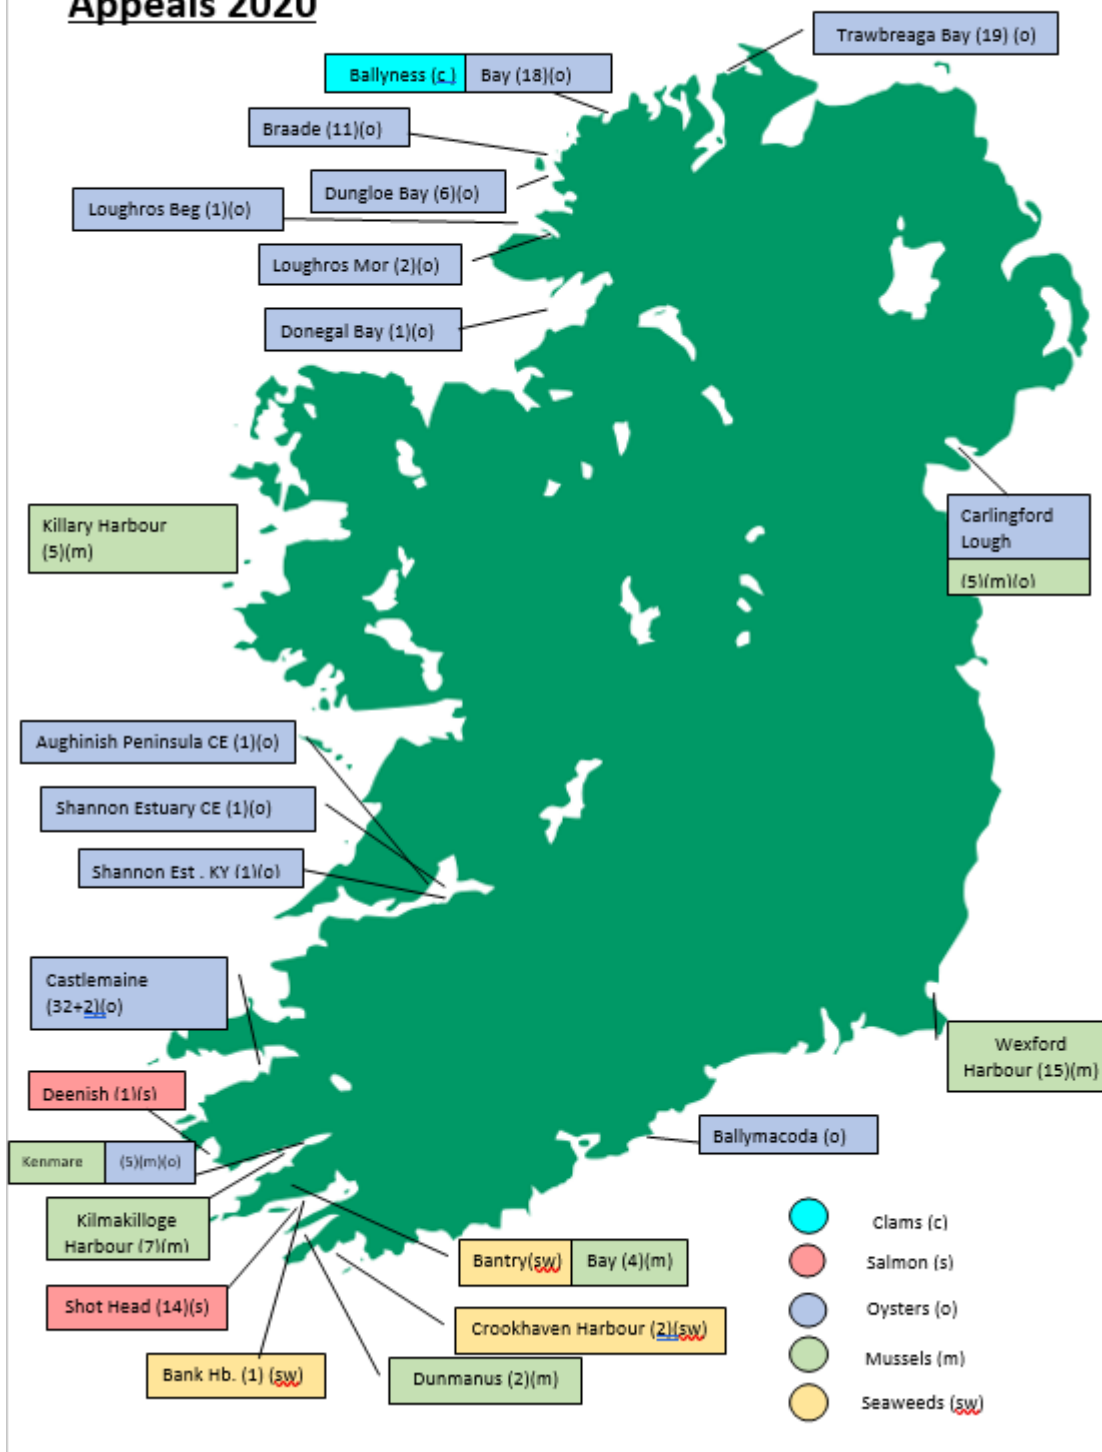 Appeals 2020
Trawbreaga Bay (19) (o)
Ballyness (c ) Bay (18)(o)
Braade (11)(o)
Dungloe Bay (6)(o)
Loughros Beg (1)(o)
Loughros Mor (2)(o)
Donegal Bay (1)(o)
Killary Harbour
(5)(m)
Carlingford
Lough
(5)(m)(o)
Aughinish Peninsula CE (1)(o)
Shannon Estuary CE (1)(o)
Shannon Est . KY (1)(o)
Castlemaine
(32+2)(o)
Wexford
Harbour (15)(m)
Deenish (1)(s)
Ballymacoda (o)
Kenmare (5)(m)(o)
Kilmakilloge
Harbour (7)(m)
Bantry(sw) Bay (4)(m)
Shot Head (14)(s)
Crookhaven Harbour (2)(sw)
Bank Hb. (1) (sw)
Dunmanus (2)(m)
Clams (c)
Salmon (s)
Oysters (o)
Mussels (m)
Seaweeds (sw)